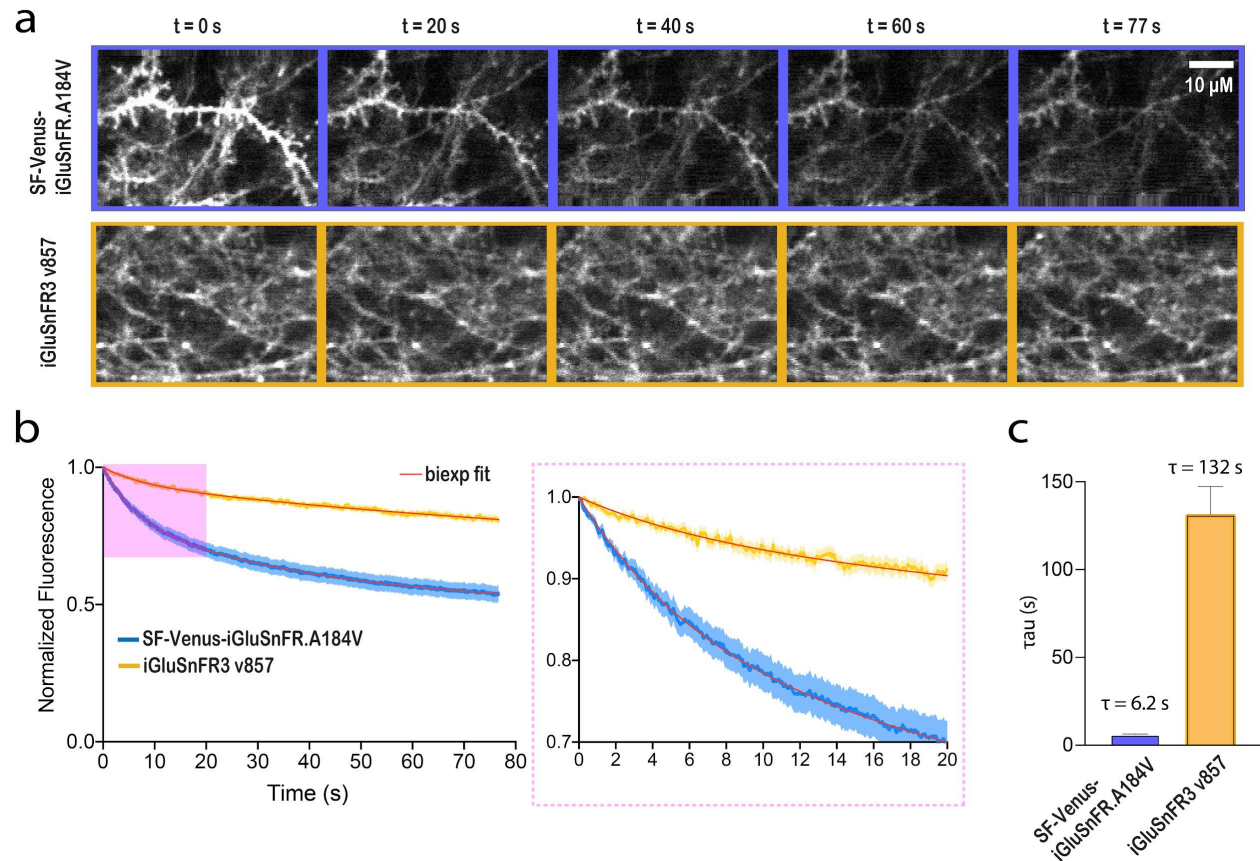 a
t = 0 s
t = 20 s
t = 40 s
t = 60 s
t = 77 s
SF-Venus-
iGluSnFR.A184V
10 µM
iGluSnFR3 v857
b
Normalized Fluorescence
1.0
0.5
0.0
0 10 20 30 40 50 60 70 80
Time (s)
biexp fit
SF-Venus-iGluSnFR.A184V
iGluSnFR3 v857
1.0
0.9
0.8
0.7
0 2 4 6 8 10 12 14 16 18 20
c
τau (s)
150
100
50
0
τ = 6.2 s
τ = 132 s
SF-Venus-
iGluSnFR.A184V
iGluSnFR3 v857